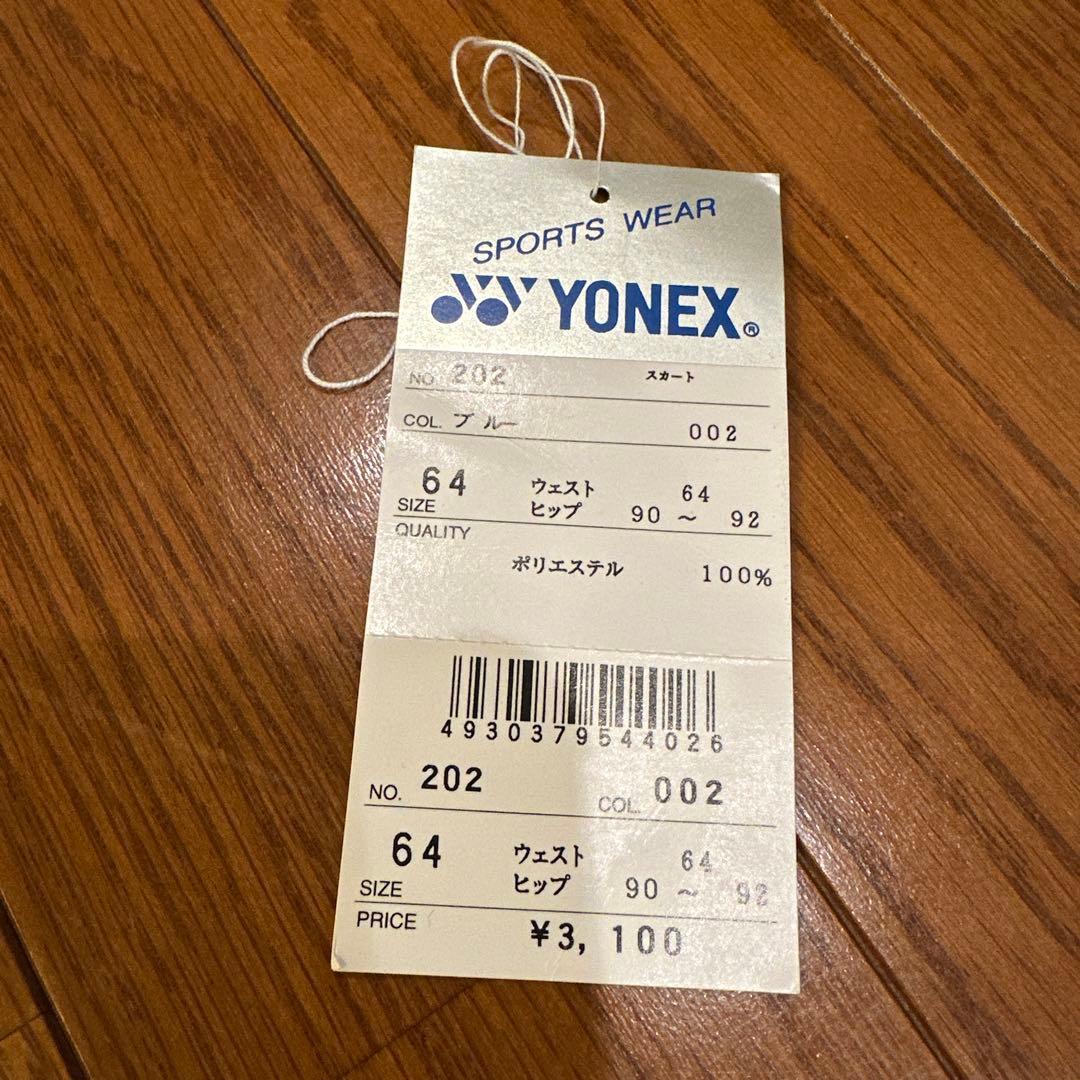 SPORTS WEAR
YONEX®
NO. 202 スカート
COL. ブルー 002
64 ウェスト 64
SIZE ヒップ 90 ～ 92
QUALITY
ポリエステル 100%
4930379544026
NO. 202 COL. 002
64 ウェスト 64
SIZE ヒップ 90 ～ 92
PRICE ¥3,100